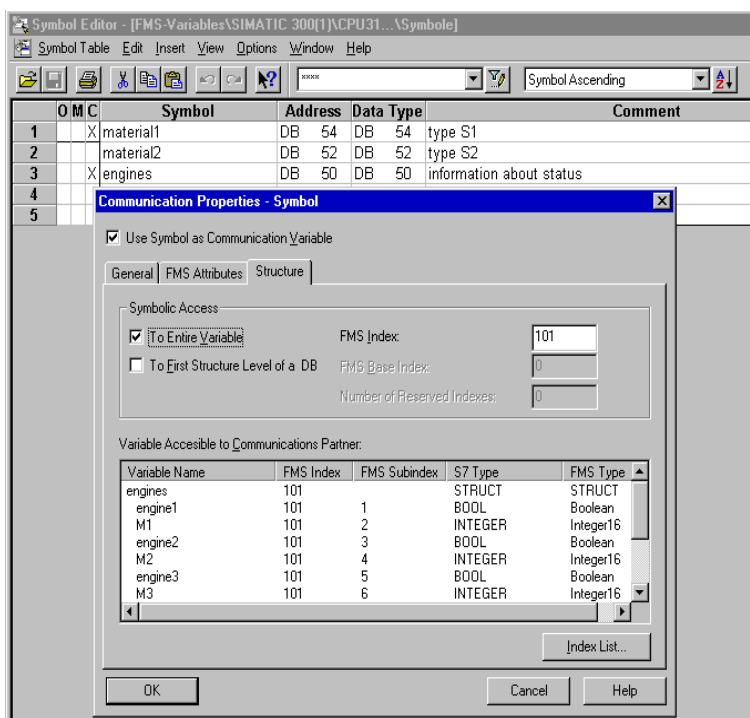 Symbol Editor - [FMS-Variables\SIMATIC 300(1)\CPU31...\Symbole]
Symbol Table Edit Insert View Options Window Help
**** Symbol Ascending
O M C Symbol Address Data Type Comment
1 X material1 DB 54 DB 54 type S1
2 material2 DB 52 DB 52 type S2
3 X engines DB 50 DB 50 information about status
4
5
Communication Properties - Symbol
Use Symbol as Communication Variable
General FMS Attributes Structure
Symbolic Access
To Entire Variable FMS Index: 101
To First Structure Level of a DB FMS Base Index: 0
Number of Reserved Indexes: 0
Variable Accesible to Communications Partner:
Variable Name FMS Index FMS Subindex S7 Type FMS Type
engines 101 STRUCT STRUCT
engine1 101 1 BOOL Boolean
M1 101 2 INTEGER Integer16
engine2 101 3 BOOL Boolean
M2 101 4 INTEGER Integer16
engine3 101 5 BOOL Boolean
M3 101 6 INTEGER Integer16
Index List...
OK Cancel Help